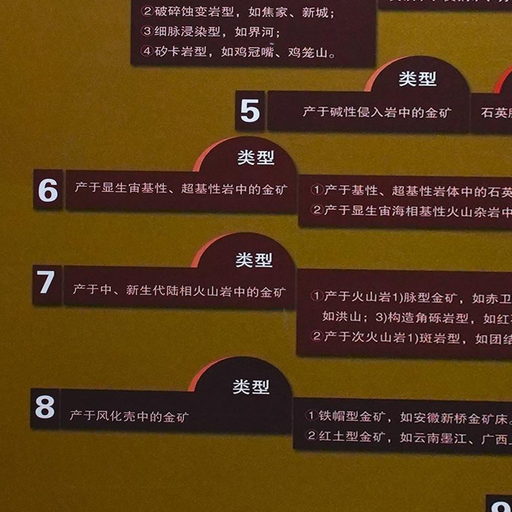 ②破碎蚀变岩型，如焦家、新城；
③细脉浸染型，如界河；
④矽卡岩型，如鸡冠嘴、鸡笼山。
类型
5
产于碱性侵入岩中的金矿
石英
类型
6
产于显生宙基性、超基性岩中的金矿
①产于基性、超基性岩体中的石英
②产于显生宙海相基性火山杂岩中
类型
7
产于中、新生代陆相火山岩中的金矿
①产于火山岩1)脉型金矿，如赤卫
如洪山；3)构造角砾岩型，如红
②产于次火山岩1)斑岩型，如团结
类型
8
产于风化壳中的金矿
①铁帽型金矿，如安徽新桥金矿床
②红土型金矿，如云南墨江、广西